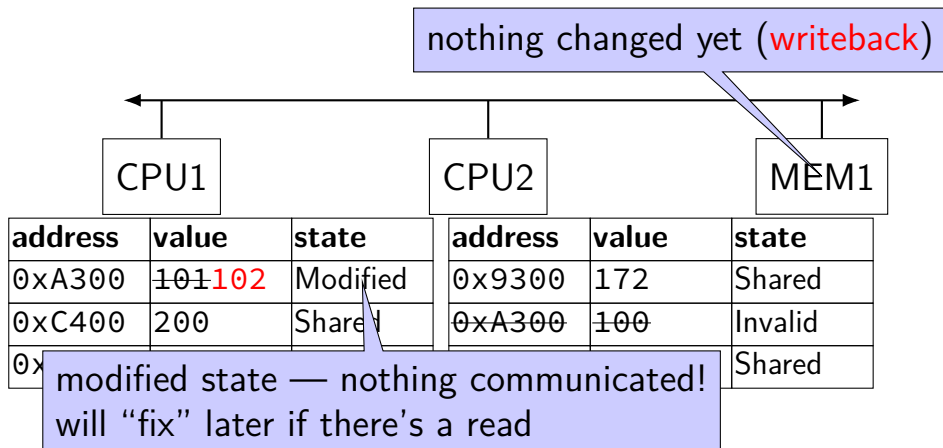 nothing changed yet (writeback)
CPU1 CPU2 MEM1
address value state address value state
0xA300 101102 Modified 0x9300 172 Shared
0xC400 200 Shared 0xA300 100 Invalid
Shared
modified state — nothing communicated!
will “fix” later if there's a read